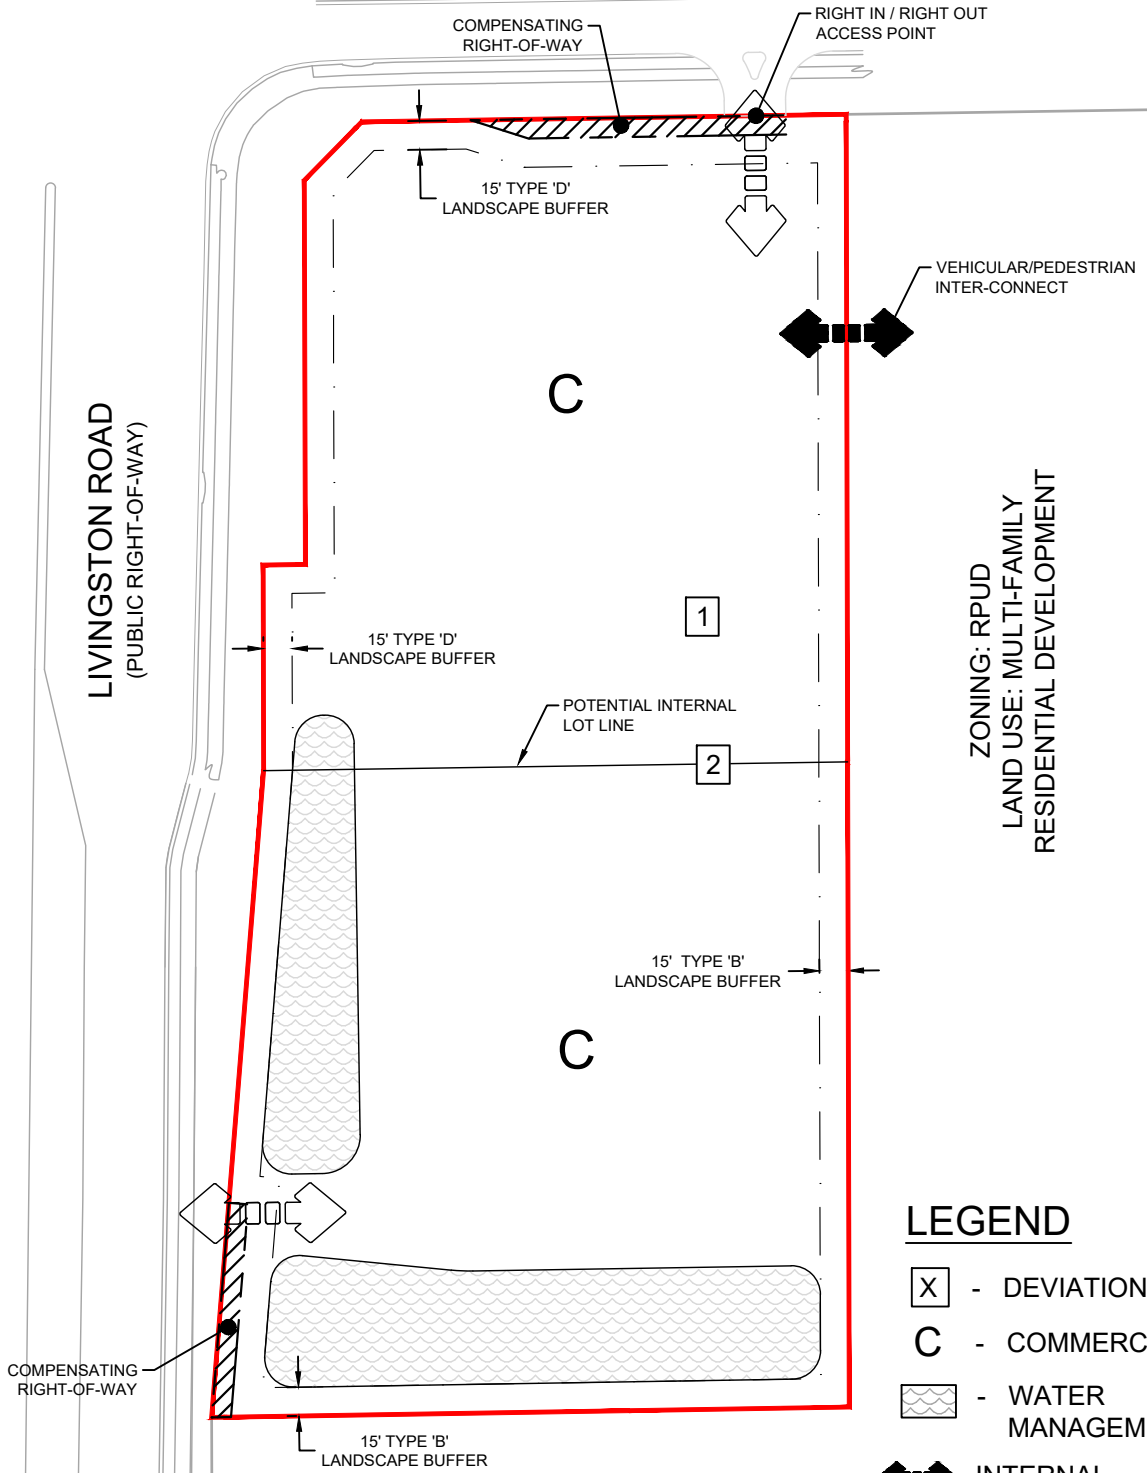 COMPENSATING
RIGHT-OF-WAY
RIGHT IN / RIGHT OUT
ACCESS POINT
15' TYPE 'D'
LANDSCAPE BUFFER
VEHICULAR/PEDESTRIAN
INTER-CONNECT
C
LIVINGSTON ROAD
(PUBLIC RIGHT-OF-WAY)
ZONING: RPUD
LAND USE: MULTI-FAMILY
RESIDENTIAL DEVELOPMENT
1
15' TYPE 'D'
LANDSCAPE BUFFER
POTENTIAL INTERNAL
LOT LINE
2
15' TYPE 'B'
LANDSCAPE BUFFER
C
COMPENSATING
RIGHT-OF-WAY
15' TYPE 'B'
LANDSCAPE BUFFER
LEGEND
X - DEVIATION
C - COMMERC
- WATER
MANAGEM
INTERNAL